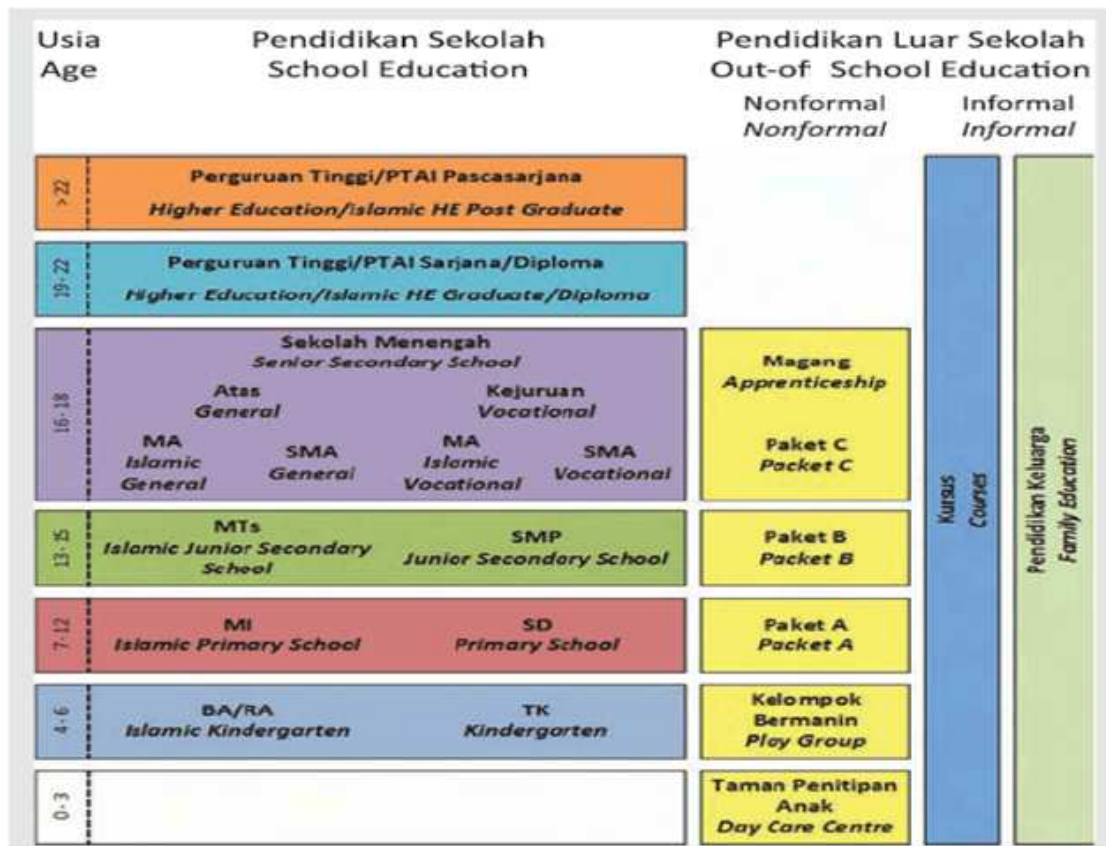 Usia
Age
Pendidikan Sekolah
School Education
Pendidikan Luar Sekolah
Out-of School Education
Nonformal
Nonformal
Informal
Informal
>22
Perguruan Tinggi/PTAI Pascasarjana
Higher Education/Islamic HE Post Graduate
19-22
Perguruan Tinggi/PTAI Sarjana/Diploma
Higher Education/Islamic HE Graduate/Diploma
16-18
Sekolah Menengah
Senior Secondary School
Atas
General
Kejuruan
Vocational
MA
Islamic
General
SMA
General
MA
Islamic
Vocational
SMA
Vocational
Magang
Apprenticeship
Paket C
Packet C
13-15
MTs
Islamic Junior Secondary
School
SMP
Junior Secondary School
Paket B
Packet B
7-12
MI
Islamic Primary School
SD
Primary School
Paket A
Packet A
4-6
BA/RA
Islamic Kindergarten
TK
Kindergarten
Kelompok
Bermanin
Play Group
0-3
Taman Penitipan
Anak
Day Care Centre
Kursus
Courses
Pendidikan Keluarga
Family Education